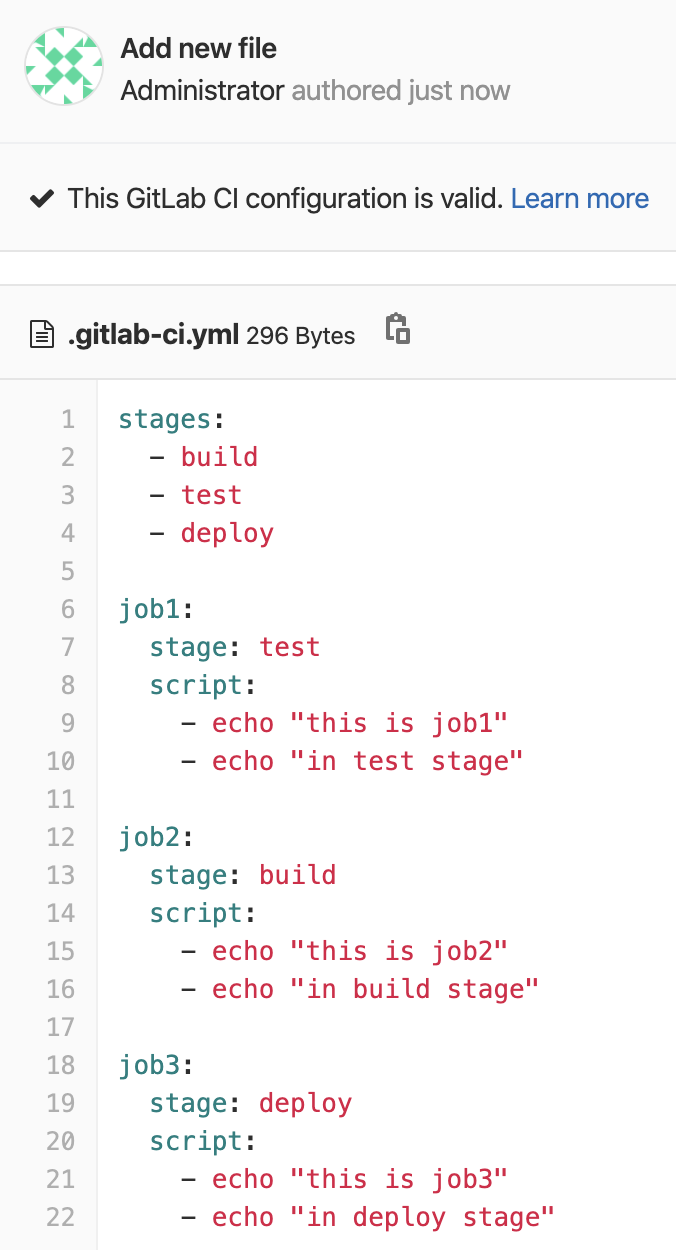 Add new file
Administrator authored just now
This GitLab CI configuration is valid. Learn more
.gitlab-ci.yml 296 Bytes
1 stages:
2   - build
3   - test
4   - deploy
5
6 job1:
7   stage: test
8   script:
9     - echo "this is job1"
10     - echo "in test stage"
11
12 job2:
13   stage: build
14   script:
15     - echo "this is job2"
16     - echo "in build stage"
17
18 job3:
19   stage: deploy
20   script:
21     - echo "this is job3"
22     - echo "in deploy stage"